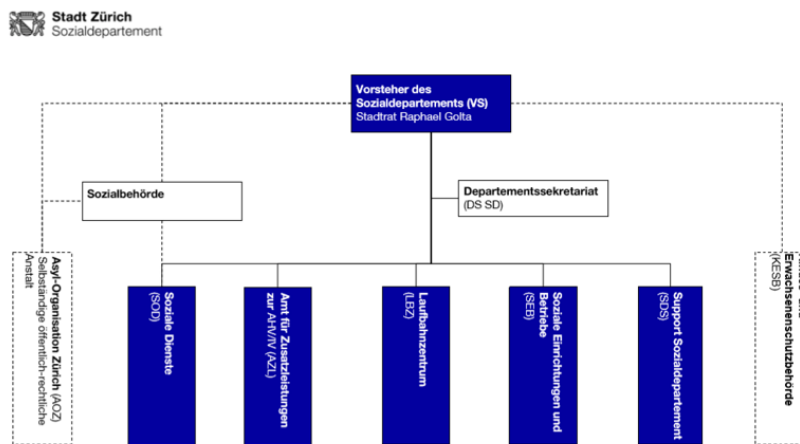 Stadt Zürich
Sozialdepartement
Vorsteher des
Sozialdepartements (VS)
Stadtrat Raphael Golta
Sozialbehörde
Departementssekretariat
(DS SD)
Asyl-Organisation Zürich (AOZ)
Selbständige öffentlich-rechtliche
Anstalt
Soziale Dienste
(SOD)
Amt für Zusatzleistungen
zur AHV/IV (AZL)
Laufbahnzentrum
(LBZ)
Soziale Einrichtungen und
Betriebe
(SEB)
Support Sozialdepartement
(SDS)
Erwachsenenschutzbehörde
(KESB)